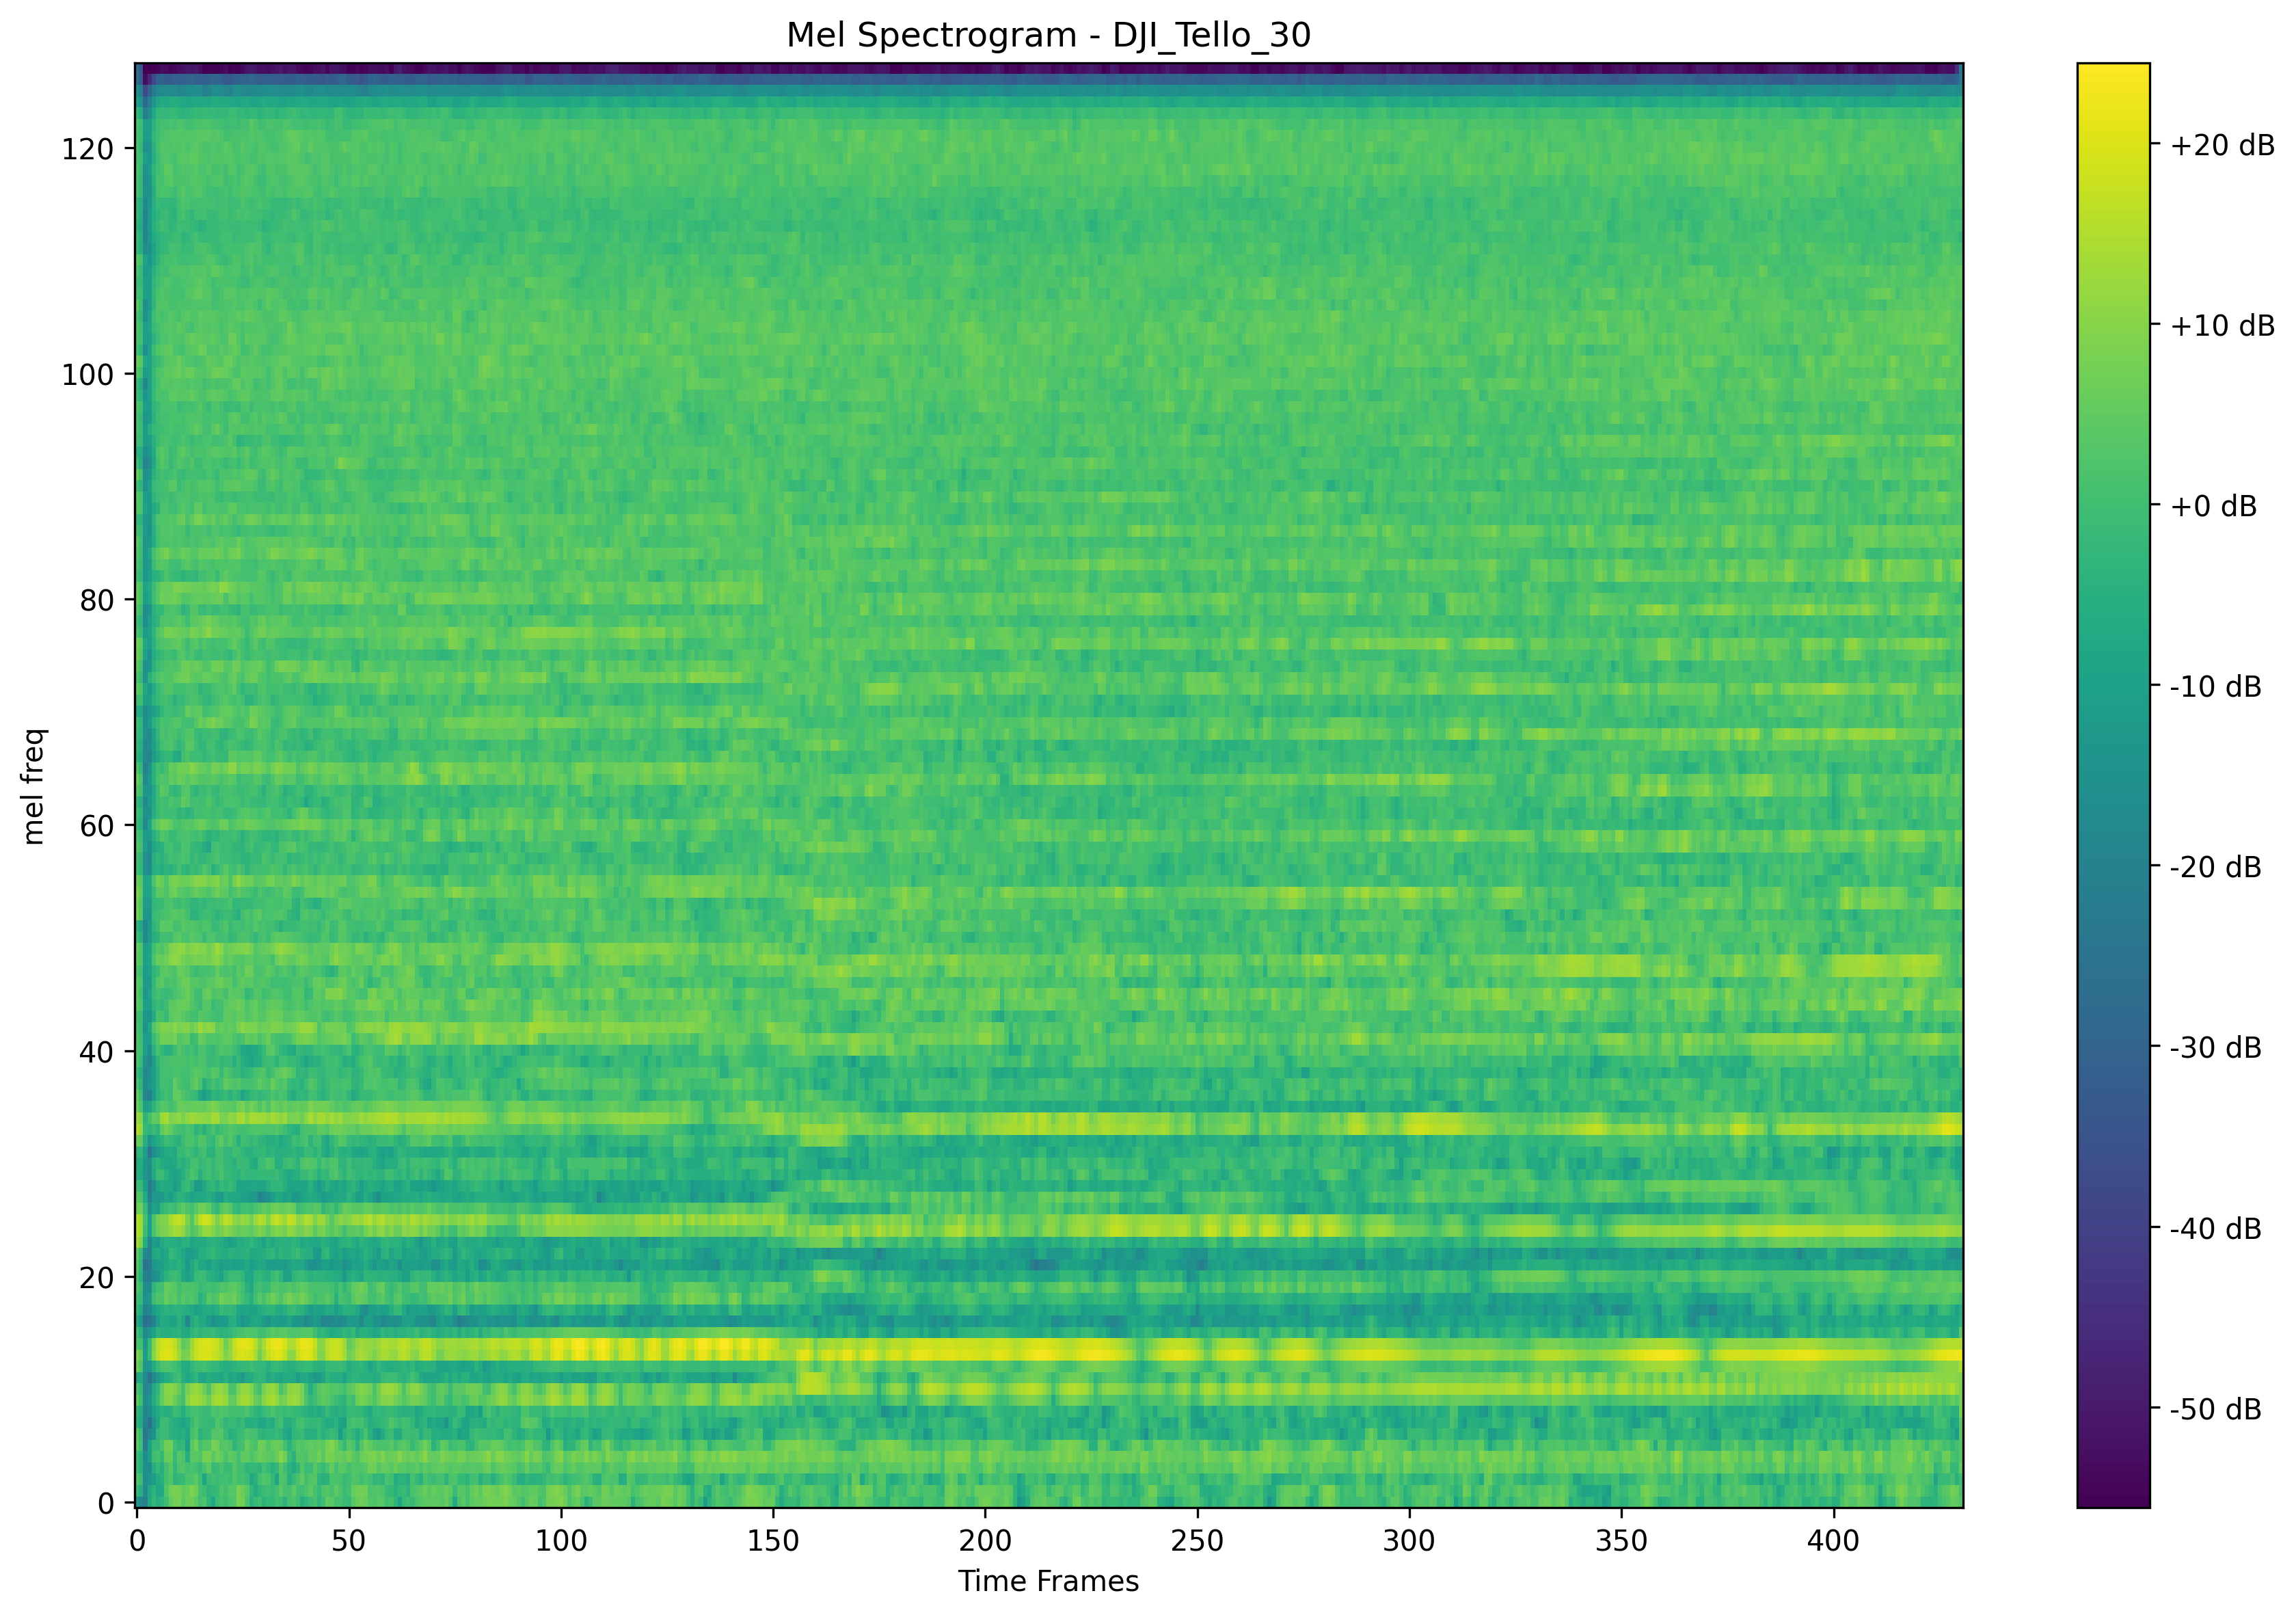 Mel Spectrogram - DJI_Tello_30
120
100
80
60
40
20
0
mel freq
0 50 100 150 200 250 300 350 400
Time Frames
+20 dB
+10 dB
+0 dB
-10 dB
-20 dB
-30 dB
-40 dB
-50 dB